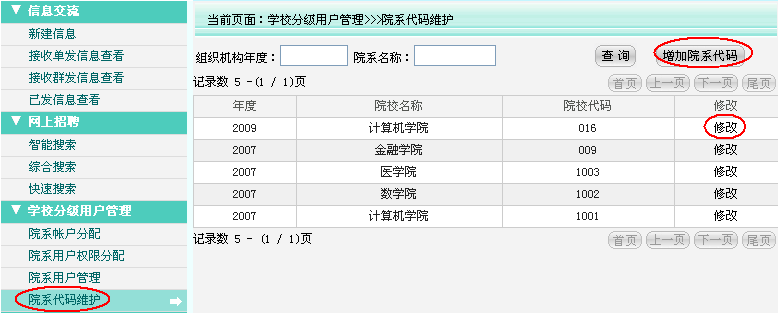 ▼ 信息交流
新建信息
接收单发信息查看
接收群发信息查看
已发信息查看
▼ 网上招聘
智能搜索
综合搜索
快速搜索
▼ 学校分级用户管理
院系帐户分配
院系用户权限分配
院系用户管理
院系代码维护
当前页面：学校分级用户管理>>>院系代码维护
组织机构年度： 院系名称： 查 询 增加院系代码
记录数 5 -(1 / 1)页 首页 上一页 下一页 尾页
年度 院校名称 院校代码 修改
2009 计算机学院 016 修改
2007 金融学院 009 修改
2007 医学院 1003 修改
2007 数学院 1002 修改
2007 计算机学院 1001 修改
记录数 5 - (1 / 1)页 首页 上一页 下一页 尾页